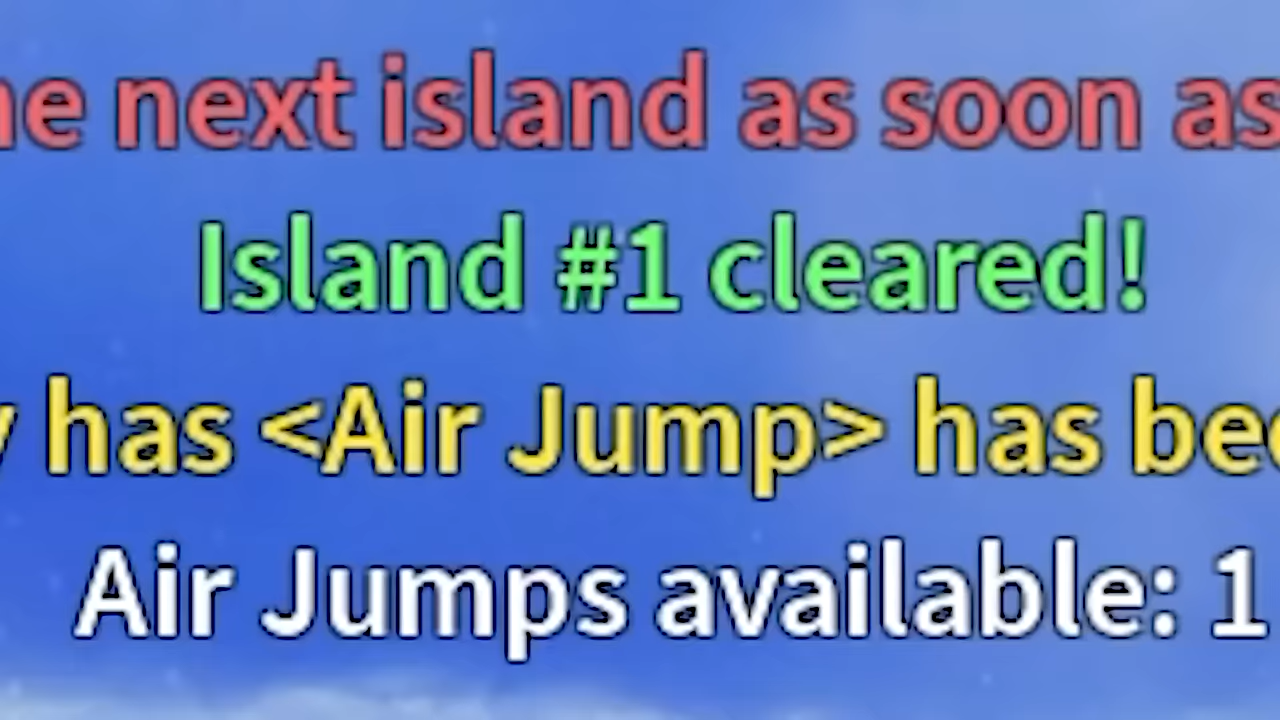 he next island as soon as
Island #1 cleared!
y has <Air Jump> has bee
Air Jumps available: 1